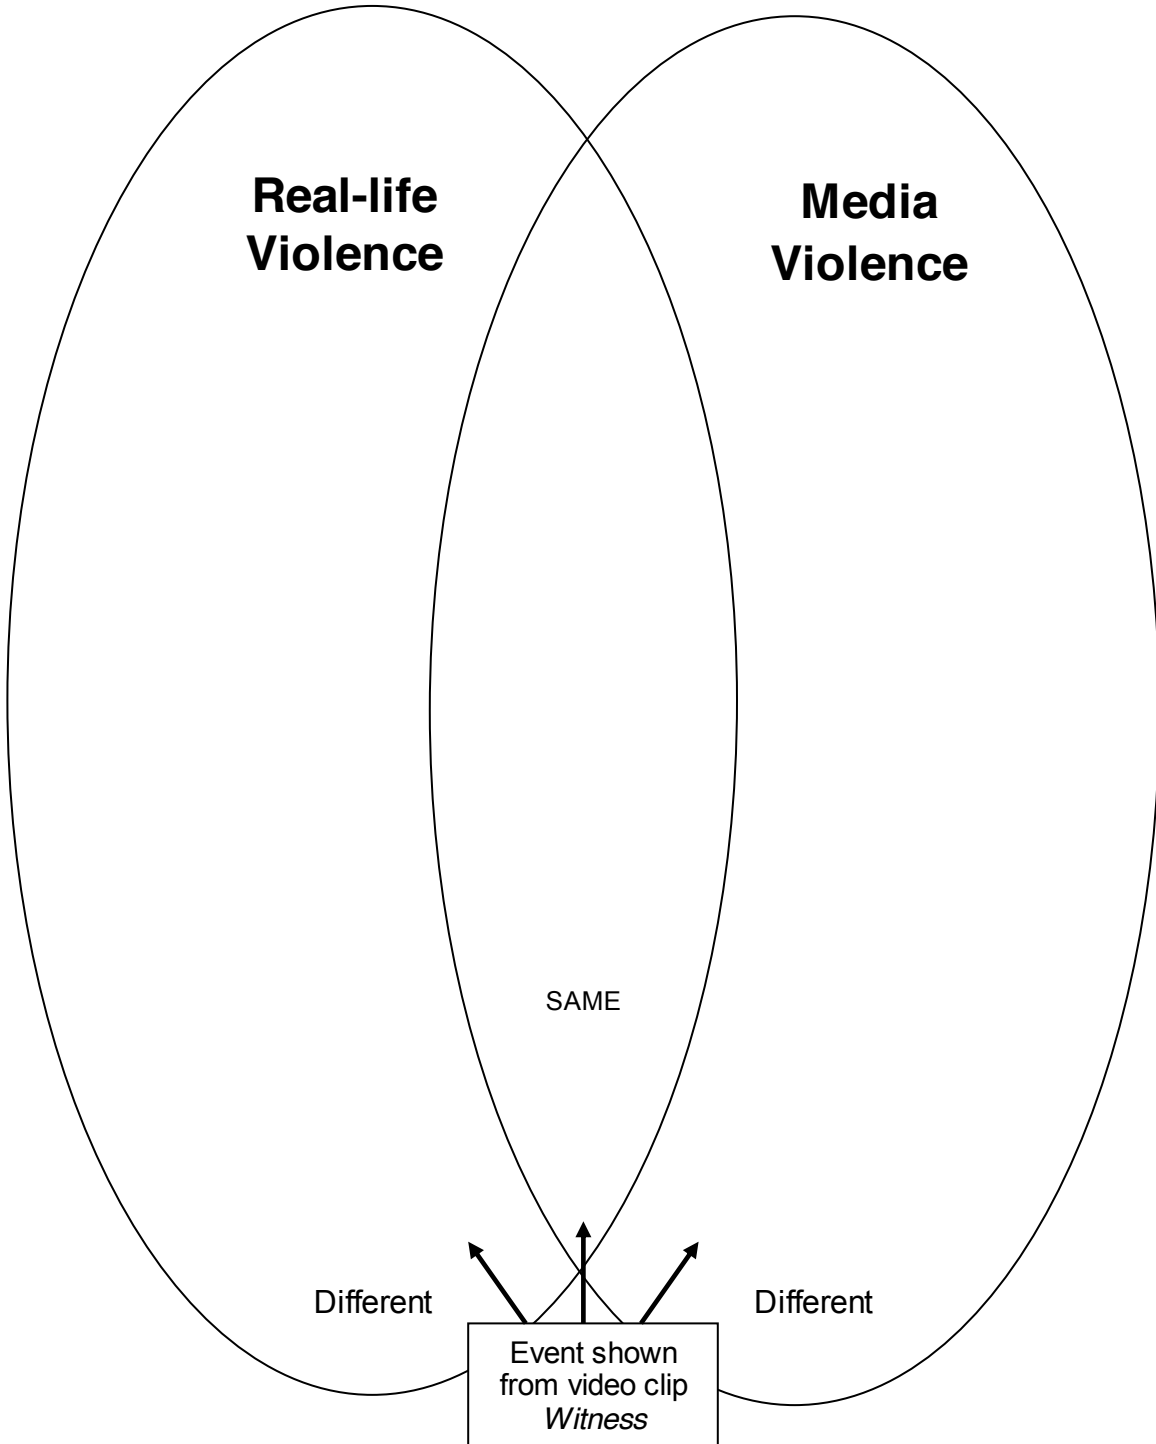 Real-life
Violence
Media
Violence
SAME
Different
Different
Event shown
from video clip
Witness